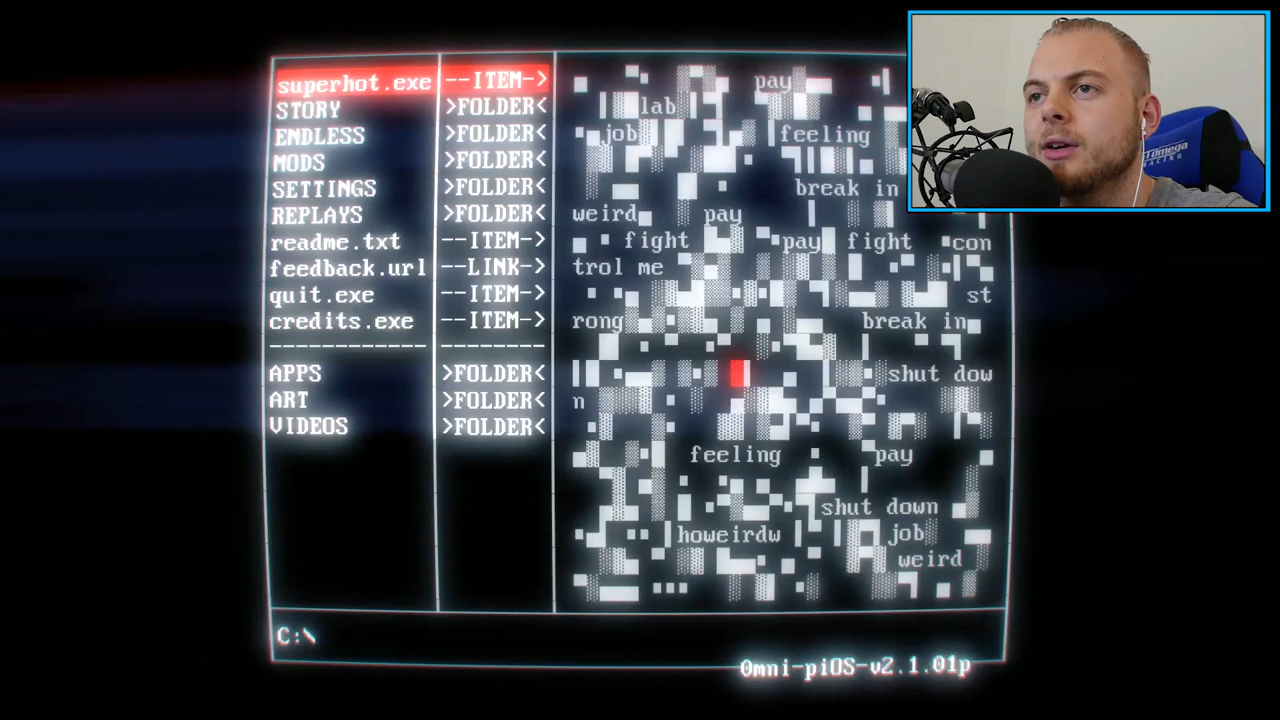 superhot.exe --ITEM-> pay
STORY >FOLDER< lab
ENDLESS >FOLDER< job feeling
MODS >FOLDER<
SETTINGS >FOLDER< break in
REPLAYS >FOLDER< weird pay
readme.txt --ITEM-> fight pay fight con
feedback.url --LINK-> trol me
quit.exe --ITEM-> st
credits.exe --ITEM-> rong break in
------------ --------
APPS >FOLDER< shut dow
ART >FOLDER< n
VIDEOS >FOLDER<
feeling pay
shut down
howeirdw job
weird
C:\
Omni-piOS-v2.1.01p
RACING